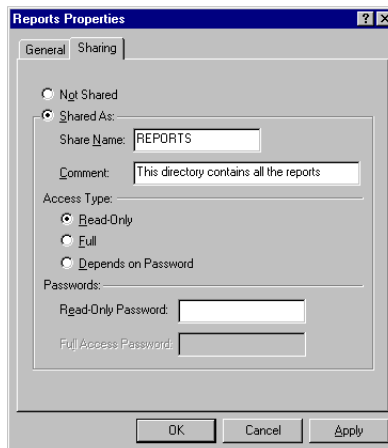 Reports Properties
General Sharing
Not Shared
Shared As:
Share Name: REPORTS
Comment: This directory contains all the reports
Access Type:
Read-Only
Full
Depends on Password
Passwords:
Read-Only Password:
Full Access Password:
OK Cancel Apply